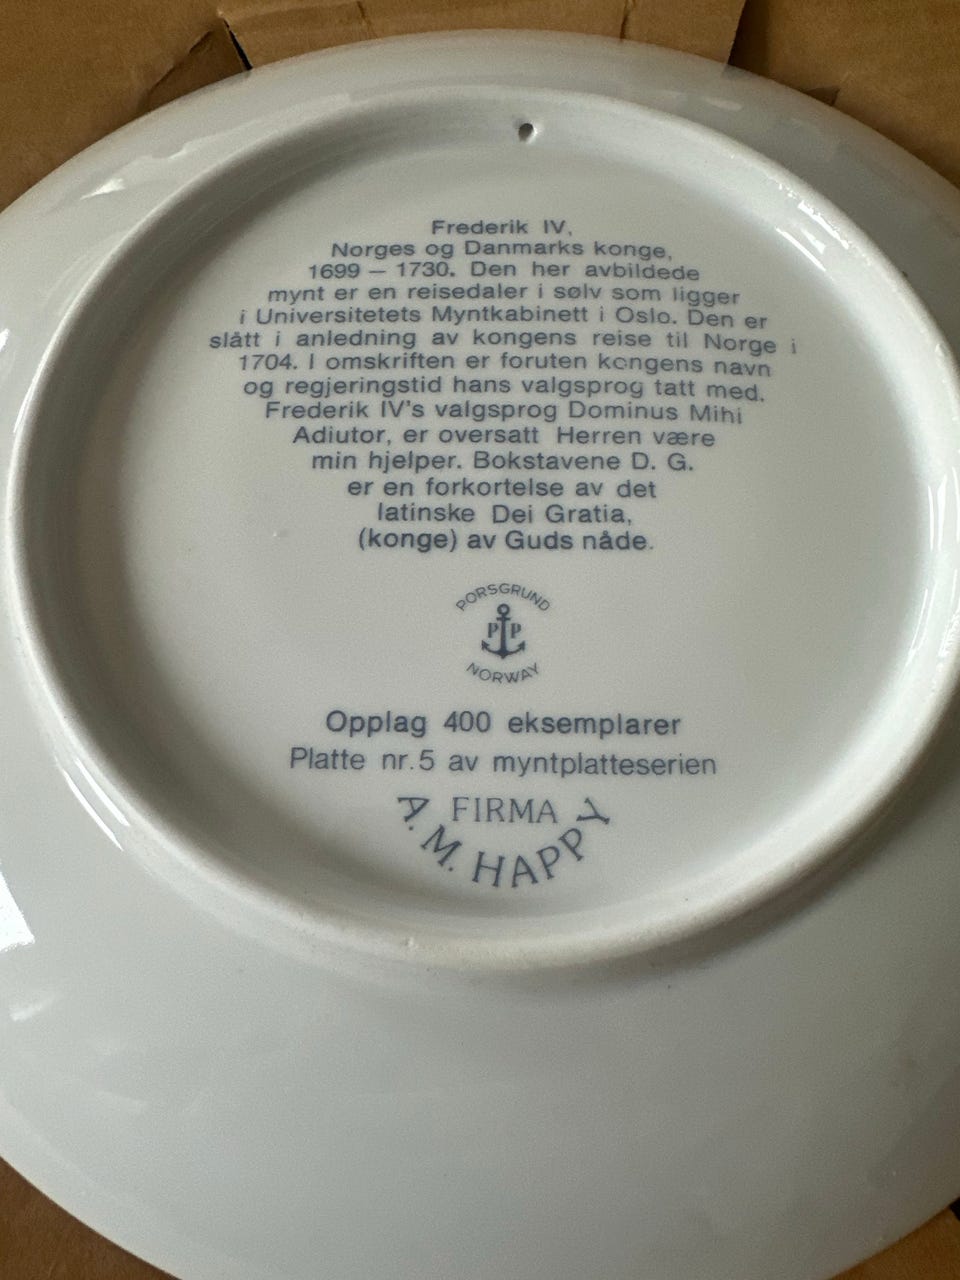 Frederik IV,
Norges og Danmarks konge,
1699 – 1730. Den her avbildede
mynt er en reisedaler i sølv som ligger
i Universitetets Myntkabinett i Oslo. Den er
slått i anledning av kongens reise til Norge i
1704. I omskriften er foruten kongens navn
og regjeringstid hans valgsprog tatt med.
Frederik IV's valgsprog Dominus Mihi
Adiutor, er oversatt Herren være
min hjelper. Bokstavene D. G.
er en forkortelse av det
latinske Dei Gratia,
(konge) av Guds nåde.
PORSGRUND
P P
NORWAY
Opplag 400 eksemplarer
Platte nr. 5 av myntplatteserien
FIRMA
A. M. HAPPY